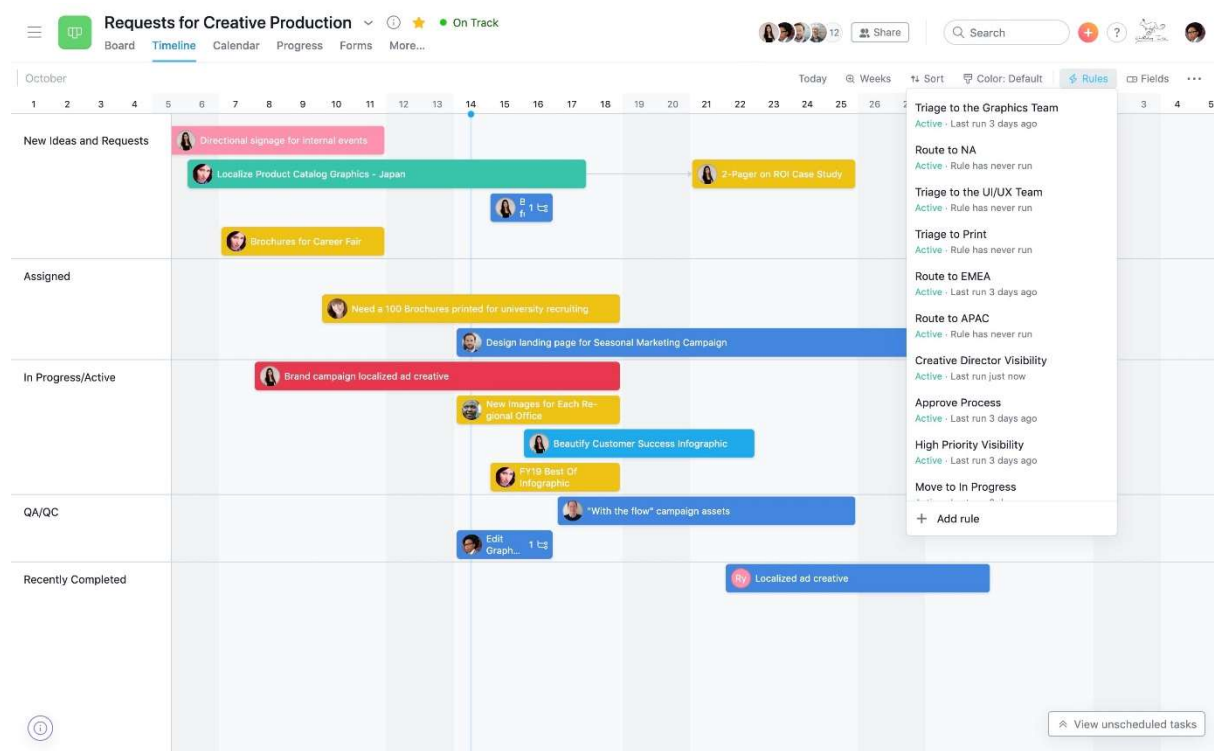 Requests for Creative Production
On Track
Board Timeline Calendar Progress Forms More...
12
Share
Search
?
October
Today Weeks Sort Color: Default Rules Fields
1 2 3 4 5 6 7 8 9 10 11 12 13 14 15 16 17 18 19 20 21 22 23 24 25 26 3 4 5
New Ideas and Requests
Directional signage for internal events
Localize Product Catalog Graphics - Japan
2-Pager on ROI Case Study
1
Brochures for Career Fair
Assigned
Need a 100 Brochures printed for university recruiting
Design landing page for Seasonal Marketing Campaign
In Progress/Active
Brand campaign localized ad creative
New Images for Each Re-
gional Office
Beautify Customer Success Infographic
FY19 Best Of
Infographic
QA/QC
"With the flow" campaign assets
Edit
Graph...
1
Recently Completed
Ry
Localized ad creative
Triage to the Graphics Team
Active · Last run 3 days ago
Route to NA
Active · Rule has never run
Triage to the UI/UX Team
Active · Rule has never run
Triage to Print
Active · Rule has never run
Route to EMEA
Active · Last run 3 days ago
Route to APAC
Active · Rule has never run
Creative Director Visibility
Active · Last run just now
Approve Process
Active · Last run 3 days ago
High Priority Visibility
Active · Last run 3 days ago
Move to In Progress
+ Add rule
View unscheduled tasks